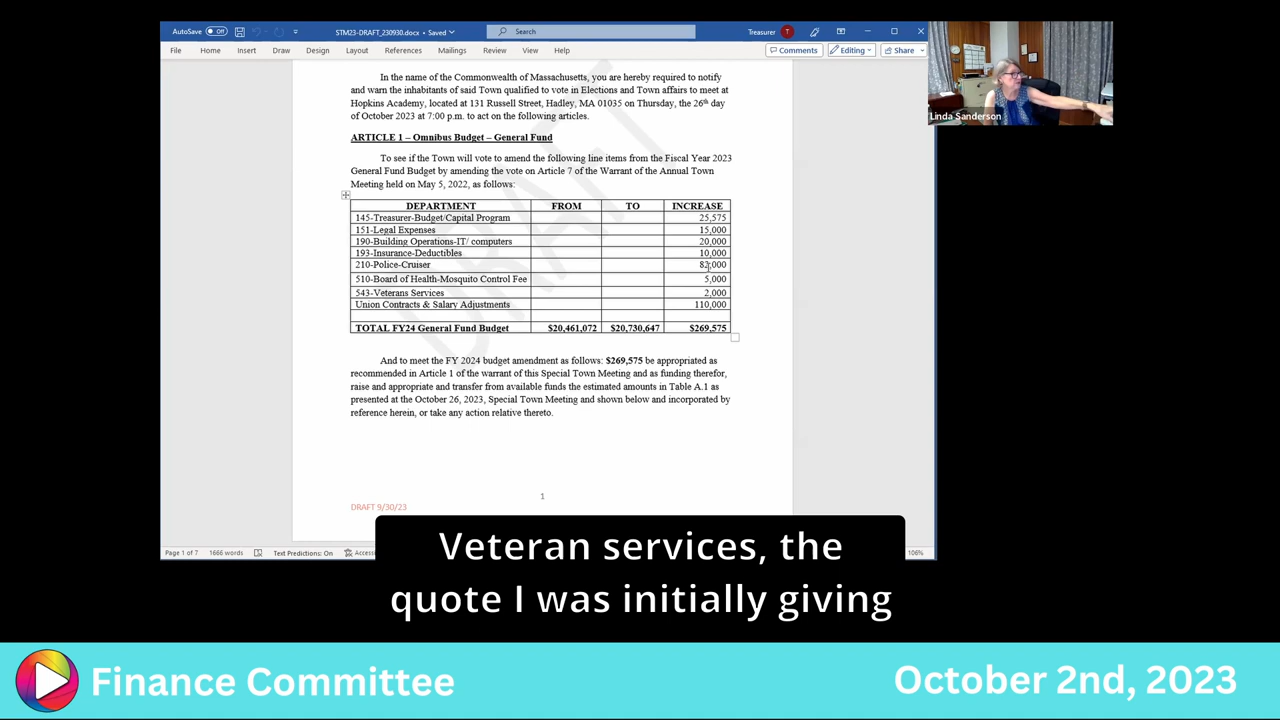 AutoSave Off STM23-DRAFT_230930.docx • Saved Search Treasurer T
File Home Insert Draw Design Layout References Mailings Review View Help Comments Editing Share
In the name of the Commonwealth of Massachusetts, you are hereby required to notify
and warn the inhabitants of said Town qualified to vote in Elections and Town affairs to meet at
Hopkins Academy, located at 131 Russell Street, Hadley, MA 01035 on Thursday, the 26th day
of October 2023 at 7:00 p.m. to act on the following articles.
Linda Sanderson
ARTICLE 1 – Omnibus Budget – General Fund
To see if the Town will vote to amend the following line items from the Fiscal Year 2023
General Fund Budget by amending the vote on Article 7 of the Warrant of the Annual Town
Meeting held on May 5, 2022, as follows:
DEPARTMENT FROM TO INCREASE
145-Treasurer-Budget/Capital Program 25,575
151-Legal Expenses 15,000
190-Building Operations-IT/ computers 20,000
193-Insurance-Deductibles 10,000
210-Police-Cruiser
510-Board of Health-Mosquito Control Fee 5,000
543-Veterans Services 2,000
Union Contracts & Salary Adjustments 110,000
TOTAL FY24 General Fund Budget $20,461,072 $20,730,647 $269,575
And to meet the FY 2024 budget amendment as follows: $269,575 be appropriated as
recommended in Article 1 of the warrant of this Special Town Meeting and as funding therefor,
raise and appropriate and transfer from available funds the estimated amounts in Table A.1 as
presented at the October 26, 2023, Special Town Meeting and shown below and incorporated by
reference herein, or take any action relative thereto.
DRAFT
1
DRAFT 9/30/23
Page 1 of 7 1666 words Text Predictions: On 106%
Veteran services, the
quote I was initially giving
Finance Committee October 2nd, 2023